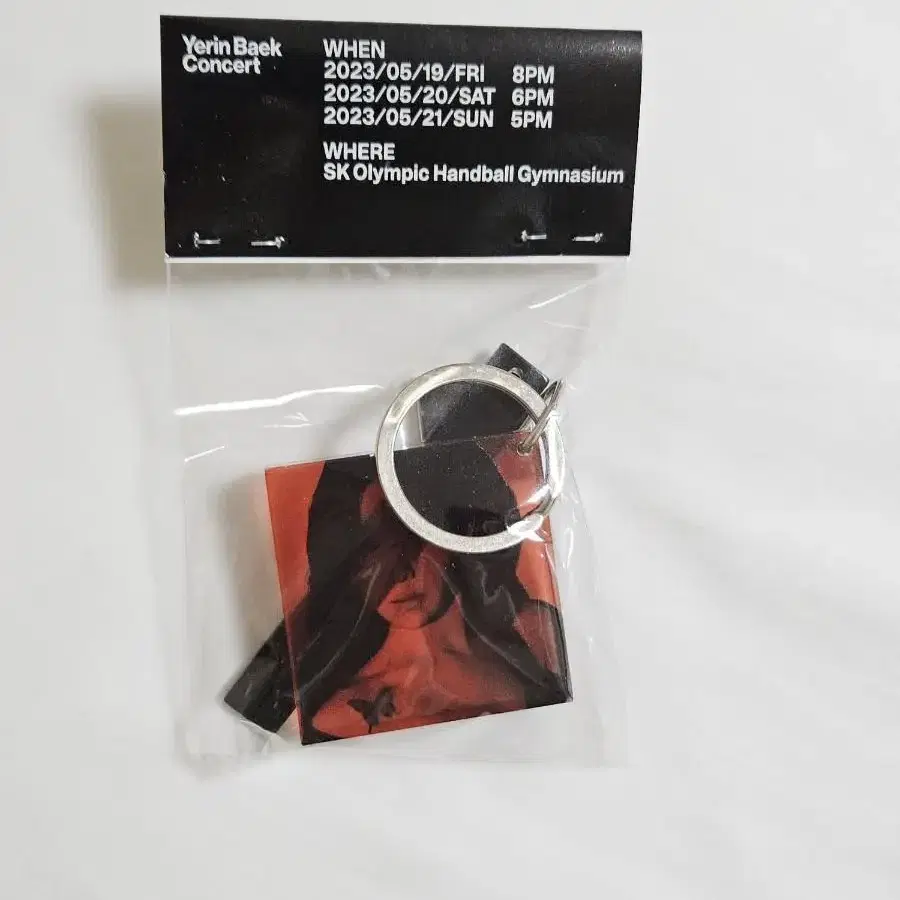 Yerin Baek
Concert
WHEN
2023/05/19/FRI 8PM
2023/05/20/SAT 6PM
2023/05/21/SUN 5PM
WHERE
SK Olympic Handball Gymnasium